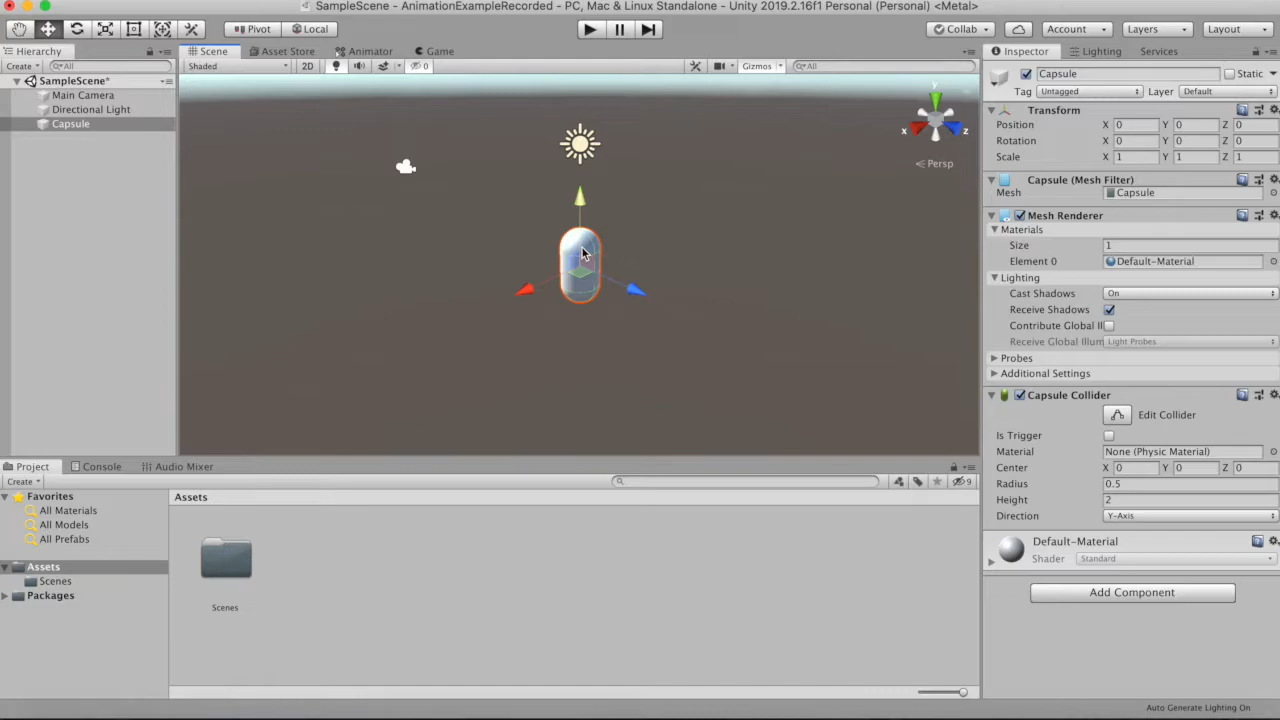 SampleScene - AnimationExampleRecorded - PC, Mac & Linux Standalone - Unity 2019.2.16f1 Personal (Personal) <Metal>
Pivot Local Collab Account Layers Layout
Hierarchy Scene Asset Store Animator Game Inspector Lighting Services
Create All Shaded 2D 0 Gizmos All Capsule Static
SampleScene*
Tag Untagged Layer Default
Main Camera
Directional Light
Capsule
y
x
z
Persp
Transform
Position X 0 Y 0 Z 0
Rotation X 0 Y 0 Z 0
Scale X 1 Y 1 Z 1
Capsule (Mesh Filter)
Mesh Capsule
Mesh Renderer
Materials
Size 1
Element 0 Default-Material
Lighting
Cast Shadows On
Receive Shadows
Contribute Global Il
Receive Global Illum Light Probes
Probes
Additional Settings
Capsule Collider
Edit Collider
Is Trigger
Material None (Physic Material)
Center X 0 Y 0 Z 0
Radius 0.5
Height 2
Direction Y-Axis
Default-Material
Shader Standard
Add Component
Project Console Audio Mixer
Create 9
Favorites
All Materials
All Models
All Prefabs
Assets
Scenes
Packages
Assets
Scenes
Auto Generate Lighting On